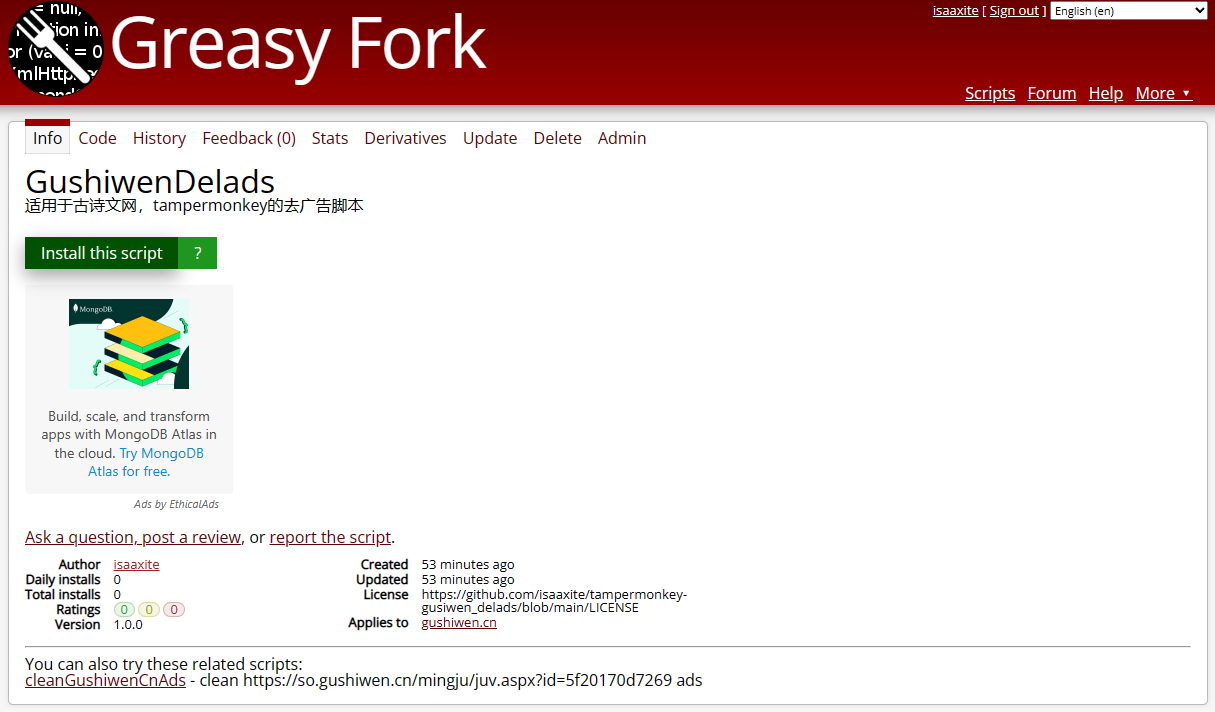 = null,
tion in
or (var i = 0
XmlHttp
Greasy Fork
isaaxite [ Sign out ] English (en)
Scripts Forum Help More ▼
Info Code History Feedback (0) Stats Derivatives Update Delete Admin
GushiwenDelads
适用于古诗文网，tampermonkey的去广告脚本
Install this script ?
MongoDB.
Build, scale, and transform
apps with MongoDB Atlas in
the cloud. Try MongoDB
Atlas for free.
Ads by EthicalAds
Ask a question, post a review, or report the script.
Author isaaxite
Daily installs 0
Total installs 0
Ratings 0 0 0
Version 1.0.0
Created 53 minutes ago
Updated 53 minutes ago
License https://github.com/isaaxite/tampermonkey-
gusiwen_delads/blob/main/LICENSE
Applies to gushiwen.cn
You can also try these related scripts:
cleanGushiwenCnAds - clean https://so.gushiwen.cn/mingju/juv.aspx?id=5f20170d7269 ads